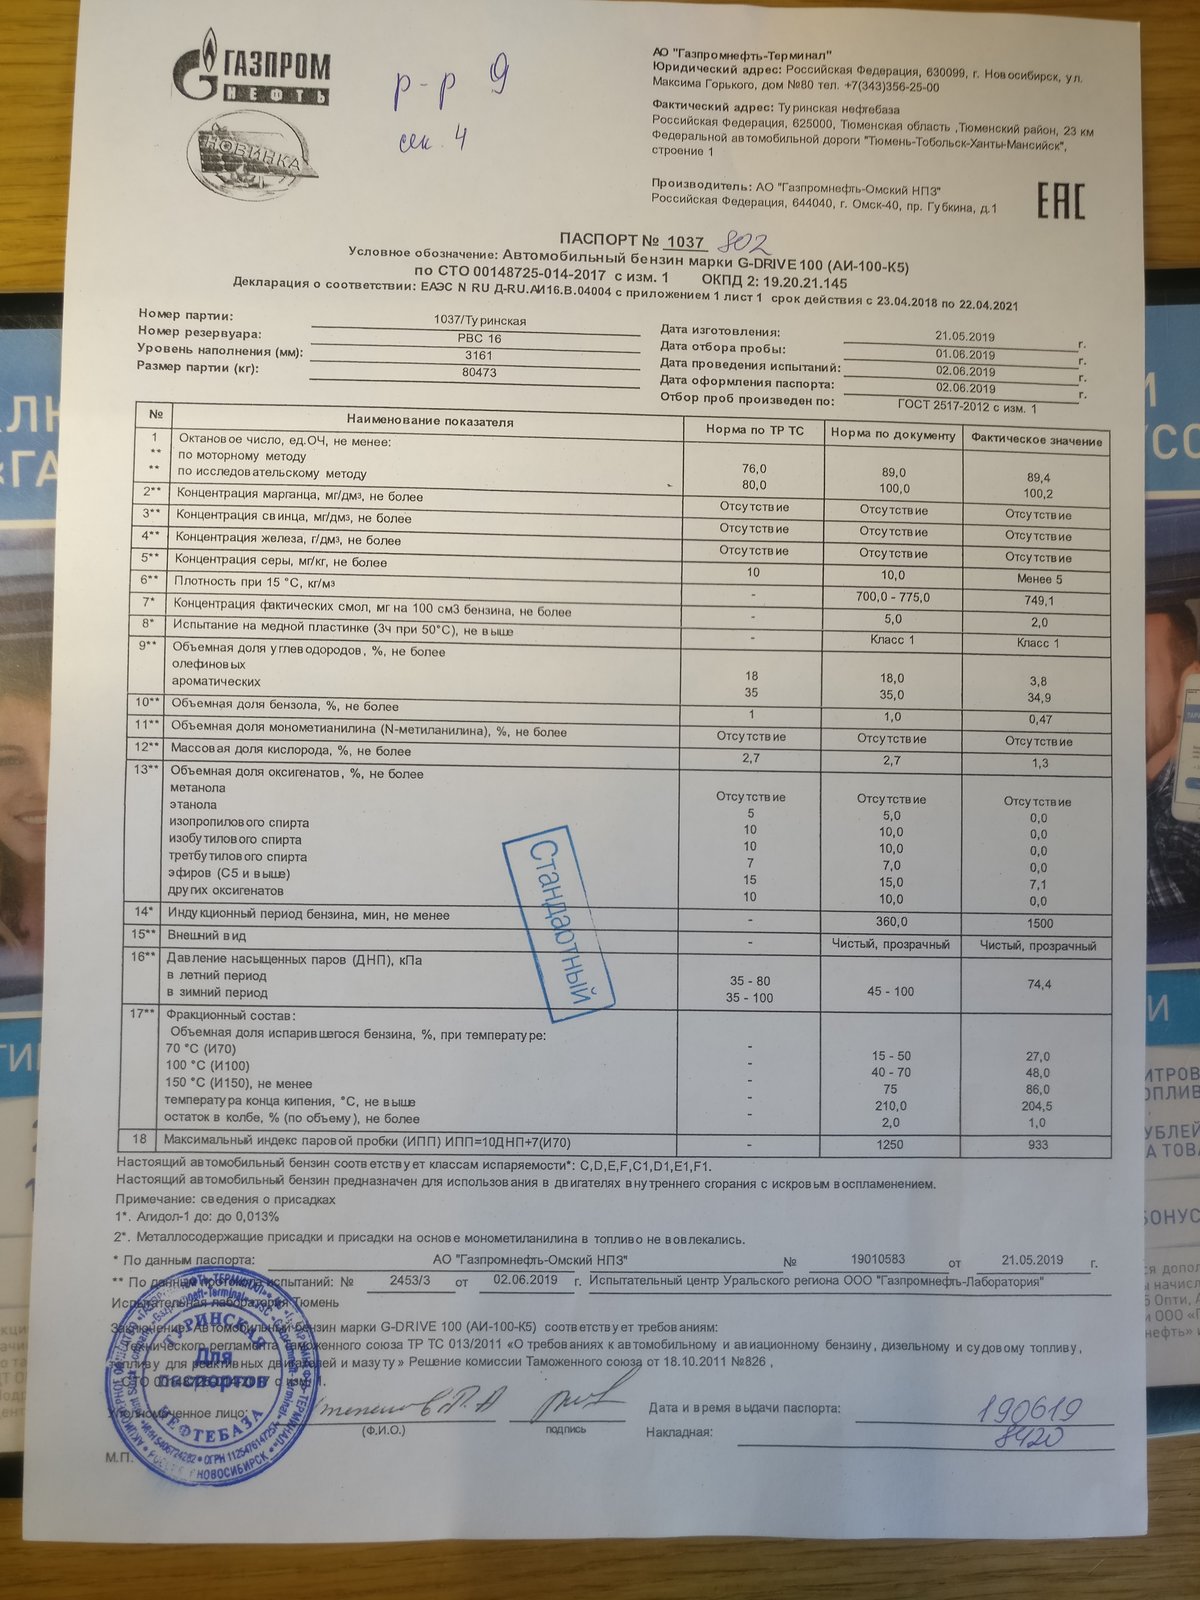 ГАЗПРОМ
НЕФТЬ
НОВИНКА
р-р 9
сек. 4
АО "Газпромнефть-Терминал"
Юридический адрес: Российская Федерация, 630099, г. Новосибирск, ул.
Максима Горького, дом №80 тел. +7(343)356-25-00
Фактический адрес: Туринская нефтебаза
Российская Федерация, 625000, Тюменская область ,Тюменский район, 23 км
Федеральной автомобильной дороги "Тюмень-Тобольск-Ханты-Мансийск",
строение 1
Производитель: АО "Газпромнефть-Омский НПЗ"
Российская Федерация, 644040, г. Омск-40, пр. Губкина, д.1
ЕАС
ПАСПОРТ № 1037 802
Условное обозначение: Автомобильный бензин марки G-DRIVE 100 (АИ-100-К5)
по СТО 00148725-014-2017 с изм. 1 ОКПД 2: 19.20.21.145
Декларация о соответствии: ЕАЭС N RU Д-RU.АИ16.В.04004 с приложением 1 лист 1 срок действия с 23.04.2018 по 22.04.2021
Номер партии: 1037/Туринская
Номер резервуара: РВС 16
Уровень наполнения (мм): 3161
Размер партии (кг): 80473
Дата изготовления: 21.05.2019 г.
Дата отбора пробы: 01.06.2019 г.
Дата проведения испытаний: 02.06.2019 г.
Дата оформления паспорта: 02.06.2019 г.
Отбор проб произведен по: ГОСТ 2517-2012 с изм. 1
№ Наименование показателя Норма по ТР ТС Норма по документу Фактическое значение
1 Октановое число, ед.ОЧ, не менее:
** по моторному методу 76,0 89,0 89,4
** по исследовательскому методу 80,0 100,0 100,2
2** Концентрация марганца, мг/дм3, не более Отсутствие Отсутствие Отсутствие
3** Концентрация свинца, мг/дм3, не более Отсутствие Отсутствие Отсутствие
4** Концентрация железа, г/дм3, не более Отсутствие Отсутствие Отсутствие
5** Концентрация серы, мг/кг, не более 10 10,0 Менее 5
6** Плотность при 15 °С, кг/м3 - 700,0 - 775,0 749,1
7* Концентрация фактических смол, мг на 100 см3 бензина, не более - 5,0 2,0
8* Испытание на медной пластинке (3ч при 50°С), не выше - Класс 1 Класс 1
9** Объемная доля углеводородов, %, не более
олефиновых 18 18,0 3,8
ароматических 35 35,0 34,9
10** Объемная доля бензола, %, не более 1 1,0 0,47
11** Объемная доля монометианилина (N-метиланилина), %, не более Отсутствие Отсутствие Отсутствие
12** Массовая доля кислорода, %, не более 2,7 2,7 1,3
13** Объемная доля оксигенатов, %, не более
метанола Отсутствие Отсутствие Отсутствие
этанола 5 5,0 0,0
изопропилового спирта 10 10,0 0,0
изобутилового спирта 10 10,0 0,0
третбутилового спирта 7 7,0 0,0
эфиров (С5 и выше) 15 15,0 7,1
других оксигенатов 10 10,0 0,0
14* Индукционный период бензина, мин, не менее - 360,0 1500
15** Внешний вид - Чистый, прозрачный Чистый, прозрачный
16** Давление насыщенных паров (ДНП), кПа
в летний период 35 - 80 45 - 100 74,4
в зимний период 35 - 100
17** Фракционный состав:
Объемная доля испарившегося бензина, %, при температуре:
70 °С (И70) - 15 - 50 27,0
100 °С (И100) - 40 - 70 48,0
150 °С (И150), не менее - 75 86,0
температура конца кипения, °С, не выше - 210,0 204,5
остаток в колбе, % (по объему), не более - 2,0 1,0
18 Максимальный индекс паровой пробки (ИПП) ИПП=10ДНП+7(И70) - 1250 933
Стандартный
Настоящий автомобильный бензин соответствует классам испаряемости*: C,D,E,F,C1,D1,E1,F1.
Настоящий автомобильный бензин предназначен для использования в двигателях внутреннего сгорания с искровым воспламенением.
Примечание: сведения о присадках
1*. Агидол-1 до: до 0,013%
2*. Металлосодержащие присадки и присадки на основе монометиланилина в топливо не вовлекались.
* По данным паспорта: АО "Газпромнефть-Омский НПЗ" № 19010583 от 21.05.2019 г.
** По данным протокола испытаний: № 2453/3 от 02.06.2019 г. Испытательный центр Уральского региона ООО "Газпромнефть-Лаборатория"
Испытательная лаборатория Тюмень
Заключение: Автомобильный бензин марки G-DRIVE 100 (АИ-100-К5) соответствует требованиям:
Технического регламента Таможенного союза ТР ТС 013/2011 «О требованиях к автомобильному и авиационному бензину, дизельному и судовому топливу,
топливу для реактивных двигателей и мазуту» Решение комиссии Таможенного союза от 18.10.2011 №826 ,
СТО 00148725-014-2017 с изм. 1.
Уполномоченное лицо:
(Ф.И.О.) подпись
Дата и время выдачи паспорта: 190619
Накладная: 8420
М.П.
ТУРИНСКАЯ
Для
паспортов
НЕФТЕБАЗА